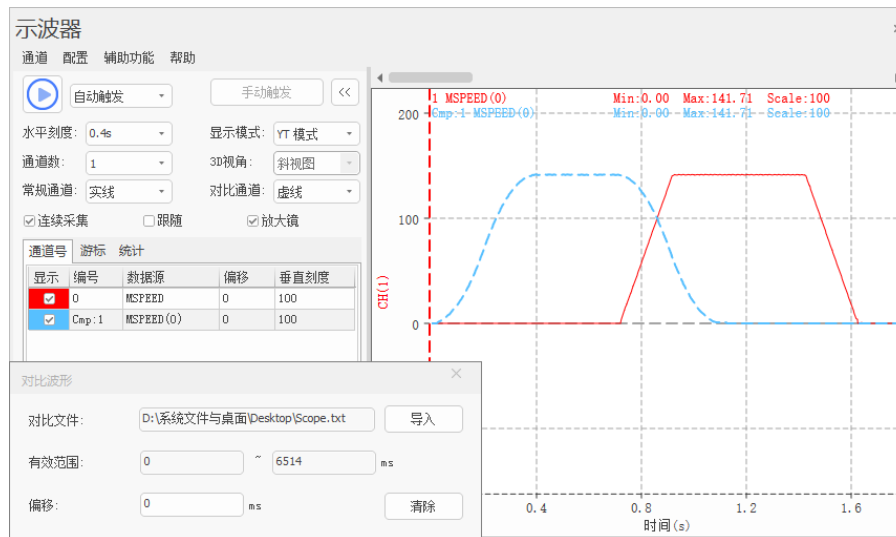 示波器
通道 配置 辅助功能 帮助
自动触发 手动触发 <<
水平刻度: 0.4s 显示模式: YT 模式
通道数: 1 3D视角: 斜视图
常规通道: 实线 对比通道: 虚线
连续采集 跟随 放大镜
通道号 游标 统计
显示 编号 数据源 偏移 垂直刻度
0 MSPEED 0 100
Cmp:1 MSPEED(0) 0 100
1 MSPEED(0) Min:0.00 Max:141.71 Scale:100
Cmp:1 MSPEED(0) Min:0.00 Max:141.71 Scale:100
200
100
0
CH(1)
0.4 0.8 1.2 1.6
时间(s)
对比波形
对比文件: D:\系统文件与桌面\Desktop\Scope.txt 导入
有效范围: 0 ~ 6514 ms
偏移: 0 ms 清除